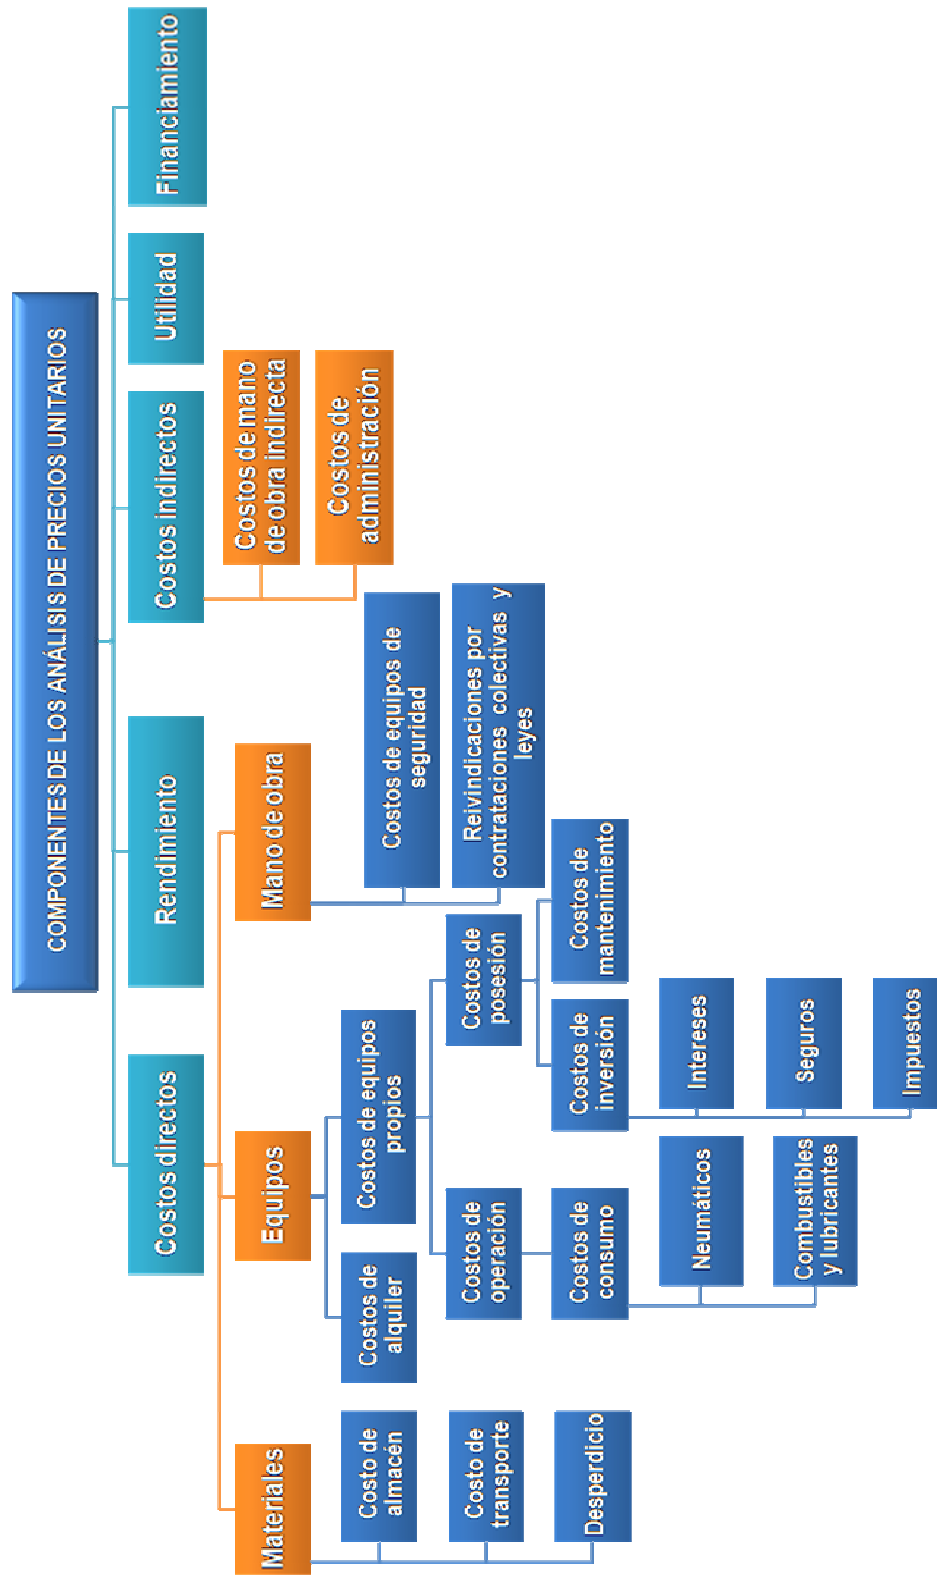 COMPONENTES DE LOS ANÁLISIS DE PRECIOS UNITARIOS
Costos directos
Rendimiento
Costos indirectos
Utilidad
Financiamiento
Materiales
Equipos
Mano de obra
Costos de mano
de obra indirecta
Costos de
administración
Costo de
almacén
Costo de
transporte
Desperdicio
Costos de
alquiler
Costos de equipos
propios
Costos de
operación
Costos de
posesión
Costos de
consumo
Costos de
inversión
Costos de
mantenimiento
Neumáticos
Combustibles
y lubricantes
Intereses
Seguros
Impuestos
Costos de equipos de
seguridad
Reivindicaciones por
contrataciones colectivas y
leyes